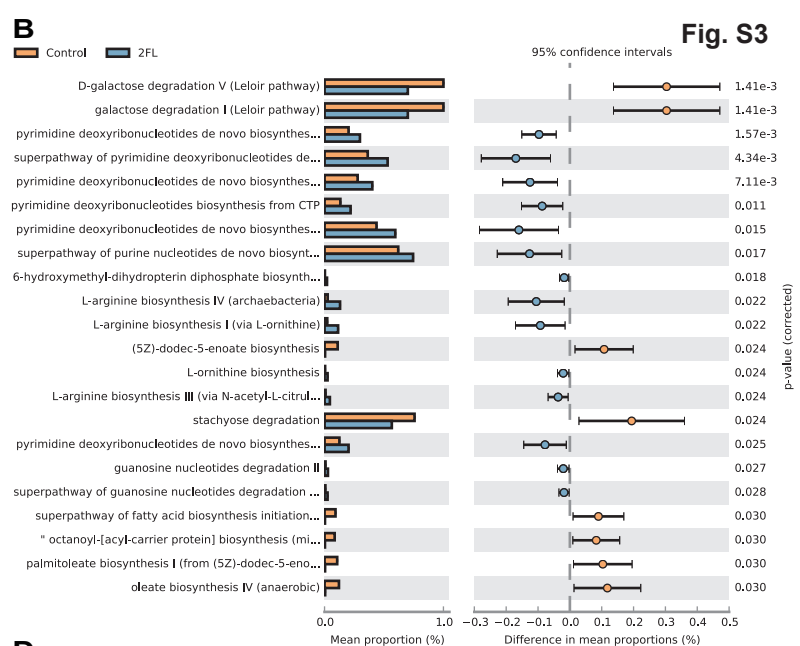 B
Fig. S3
Control 2FL
95% confidence intervals
D-galactose degradation V (Leloir pathway) 1.41e-3
galactose degradation I (Leloir pathway) 1.41e-3
pyrimidine deoxyribonucleotides de novo biosynthes... 1.57e-3
superpathway of pyrimidine deoxyribonucleotides de... 4.34e-3
pyrimidine deoxyribonucleotides de novo biosynthes... 7.11e-3
pyrimidine deoxyribonucleotides biosynthesis from CTP 0.011
pyrimidine deoxyribonucleotides de novo biosynthes... 0.015
superpathway of purine nucleotides de novo biosynt... 0.017
6-hydroxymethyl-dihydropterin diphosphate biosynth... 0.018
L-arginine biosynthesis IV (archaebacteria) 0.022
L-arginine biosynthesis I (via L-ornithine) 0.022
(5Z)-dodec-5-enoate biosynthesis 0.024
L-ornithine biosynthesis 0.024
L-arginine biosynthesis III (via N-acetyl-L-citrul... 0.024
stachyose degradation 0.024
pyrimidine deoxyribonucleotides de novo biosynthes... 0.025
guanosine nucleotides degradation II 0.027
superpathway of guanosine nucleotides degradation ... 0.028
superpathway of fatty acid biosynthesis initiation... 0.030
" octanoyl-[acyl-carrier protein] biosynthesis (mi... 0.030
palmitoleate biosynthesis I (from (5Z)-dodec-5-eno... 0.030
oleate biosynthesis IV (anaerobic) 0.030
p-value (corrected)
0.0 1.0 −0.3 −0.2 −0.1 0.0 0.1 0.2 0.3 0.4 0.5
Mean proportion (%) Difference in mean proportions (%)